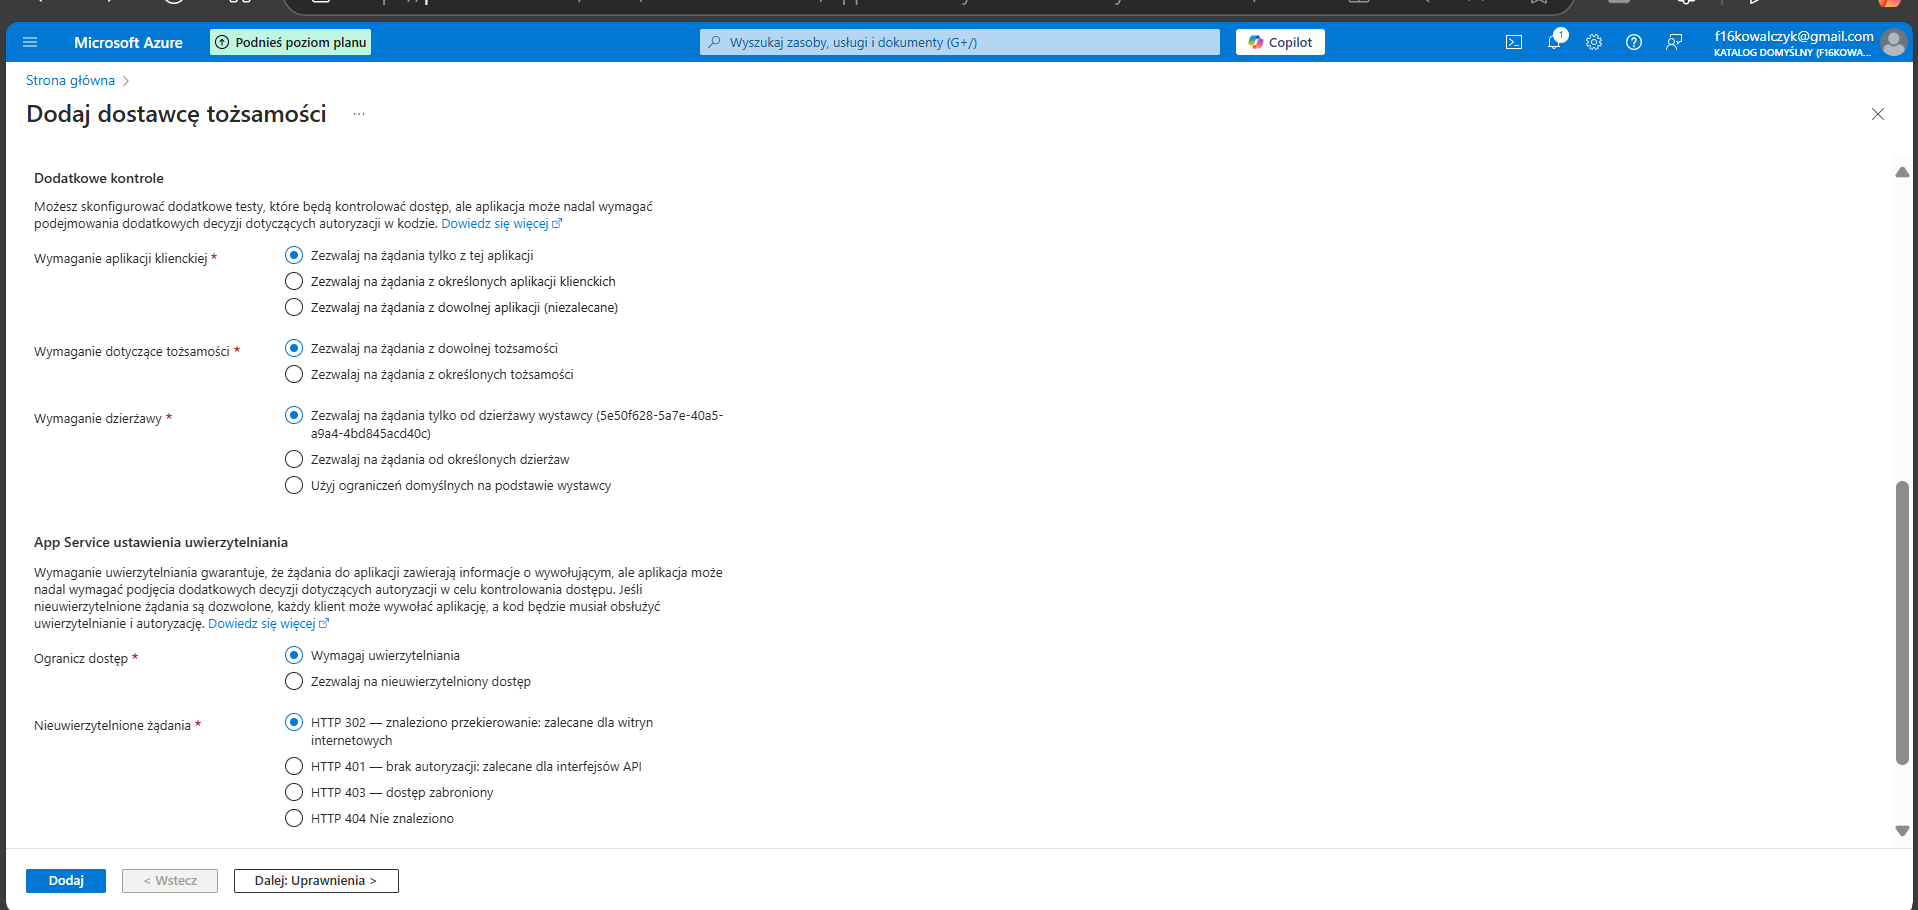 Microsoft Azure
Podnieś poziom planu
Wyszukaj zasoby, usługi i dokumenty (G+/)
Copilot
1
f16kowalczyk@gmail.com
KATALOG DOMYŚLNY (F16KOWA...
Strona główna
Dodaj dostawcę tożsamości
...
Dodatkowe kontrole
Możesz skonfigurować dodatkowe testy, które będą kontrolować dostęp, ale aplikacja może nadal wymagać
podejmowania dodatkowych decyzji dotyczących autoryzacji w kodzie. Dowiedz się więcej
Wymaganie aplikacji klienckiej *
Zezwalaj na żądania tylko z tej aplikacji
Zezwalaj na żądania z określonych aplikacji klienckich
Zezwalaj na żądania z dowolnej aplikacji (niezalecane)
Wymaganie dotyczące tożsamości *
Zezwalaj na żądania z dowolnej tożsamości
Zezwalaj na żądania z określonych tożsamości
Wymaganie dzierżawy *
Zezwalaj na żądania tylko od dzierżawy wystawcy (5e50f628-5a7e-40a5-
a9a4-4bd845acd40c)
Zezwalaj na żądania od określonych dzierżaw
Użyj ograniczeń domyślnych na podstawie wystawcy
App Service ustawienia uwierzytelniania
Wymaganie uwierzytelniania gwarantuje, że żądania do aplikacji zawierają informacje o wywołującym, ale aplikacja może
nadal wymagać podjęcia dodatkowych decyzji dotyczących autoryzacji w celu kontrolowania dostępu. Jeśli
nieuwierzytelnione żądania są dozwolone, każdy klient może wywołać aplikację, a kod będzie musiał obsłużyć
uwierzytelnianie i autoryzację. Dowiedz się więcej
Ogranicz dostęp *
Wymagaj uwierzytelniania
Zezwalaj na nieuwierzytelniony dostęp
Nieuwierzytelnione żądania *
HTTP 302 — znaleziono przekierowanie: zalecane dla witryn
internetowych
HTTP 401 — brak autoryzacji: zalecane dla interfejsów API
HTTP 403 — dostęp zabroniony
HTTP 404 Nie znaleziono
Dodaj
< Wstecz
Dalej: Uprawnienia >